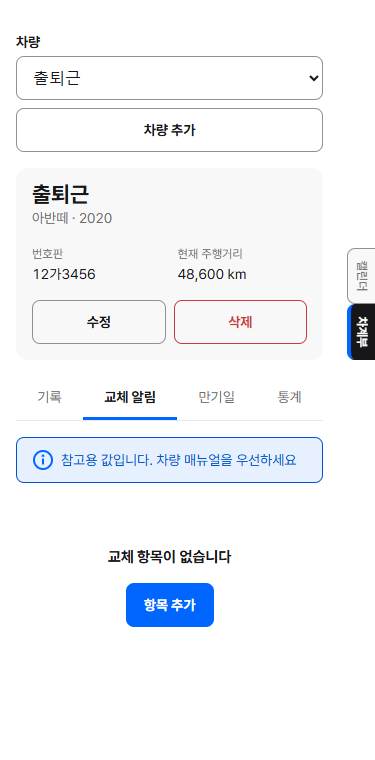 차량
출퇴근
차량 추가
출퇴근
아반떼 · 2020
번호판
현재 주행거리
12가3456
48,600 km
수정
삭제
캘린더
차계부
기록
교체 알림
만기일
통계
참고용 값입니다. 차량 매뉴얼을 우선하세요
교체 항목이 없습니다
항목 추가